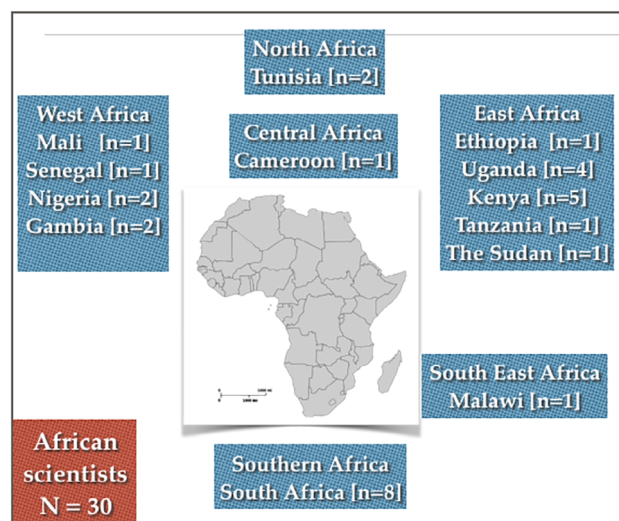 North Africa
Tunisia [n=2]
West Africa
Mali [n=1]
Senegal [n=1]
Nigeria [n=2]
Gambia [n=2]
Central Africa
Cameroon [n=1]
East Africa
Ethiopia [n=1]
Uganda [n=4]
Kenya [n=5]
Tanzania [n=1]
The Sudan [n=1]
South East Africa
Malawi [n=1]
African
scientists
N = 30
Southern Africa
South Africa [n=8]